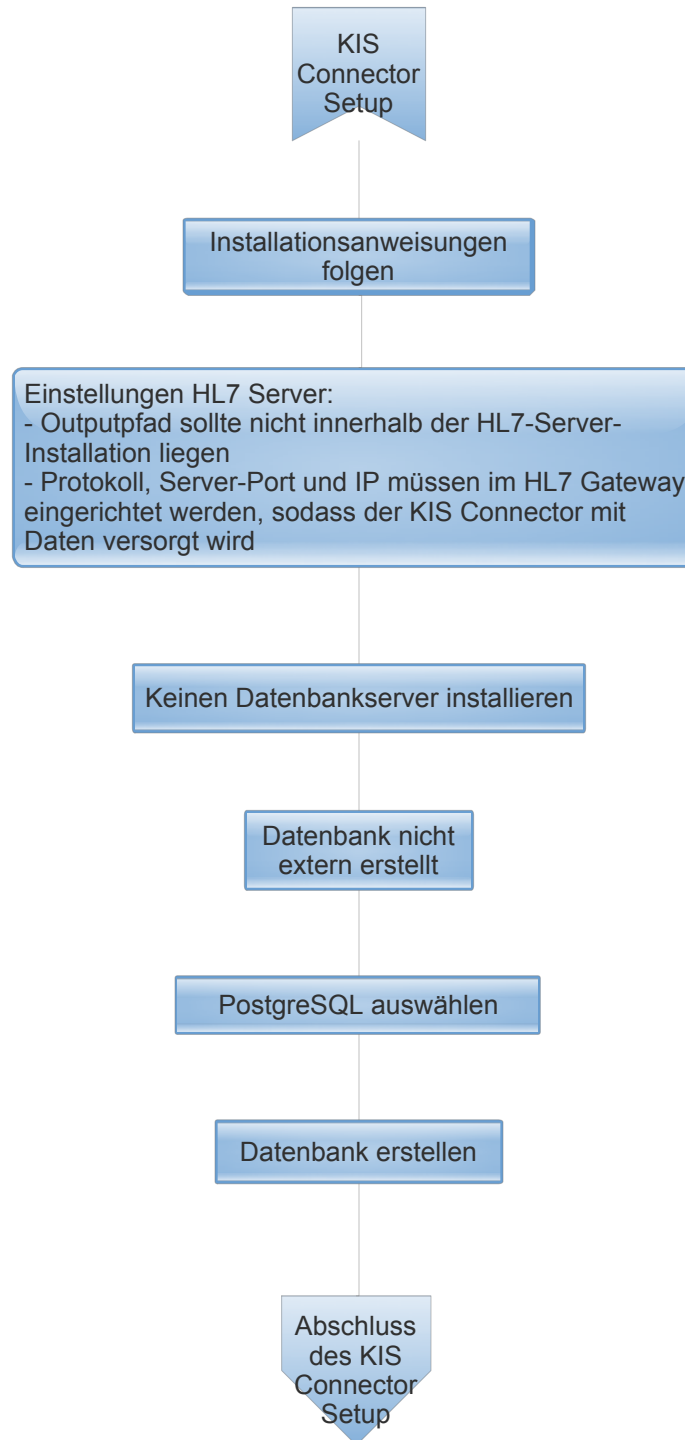 KIS
Connector
Setup
Installationsanweisungen
folgen
Einstellungen HL7 Server:
- Outputpfad sollte nicht innerhalb der HL7-Server-
Installation liegen
- Protokoll, Server-Port und IP müssen im HL7 Gateway
eingerichtet werden, sodass der KIS Connector mit
Daten versorgt wird
Keinen Datenbankserver installieren
Datenbank nicht
extern erstellt
PostgreSQL auswählen
Datenbank erstellen
Abschluss
des KIS
Connector
Setup